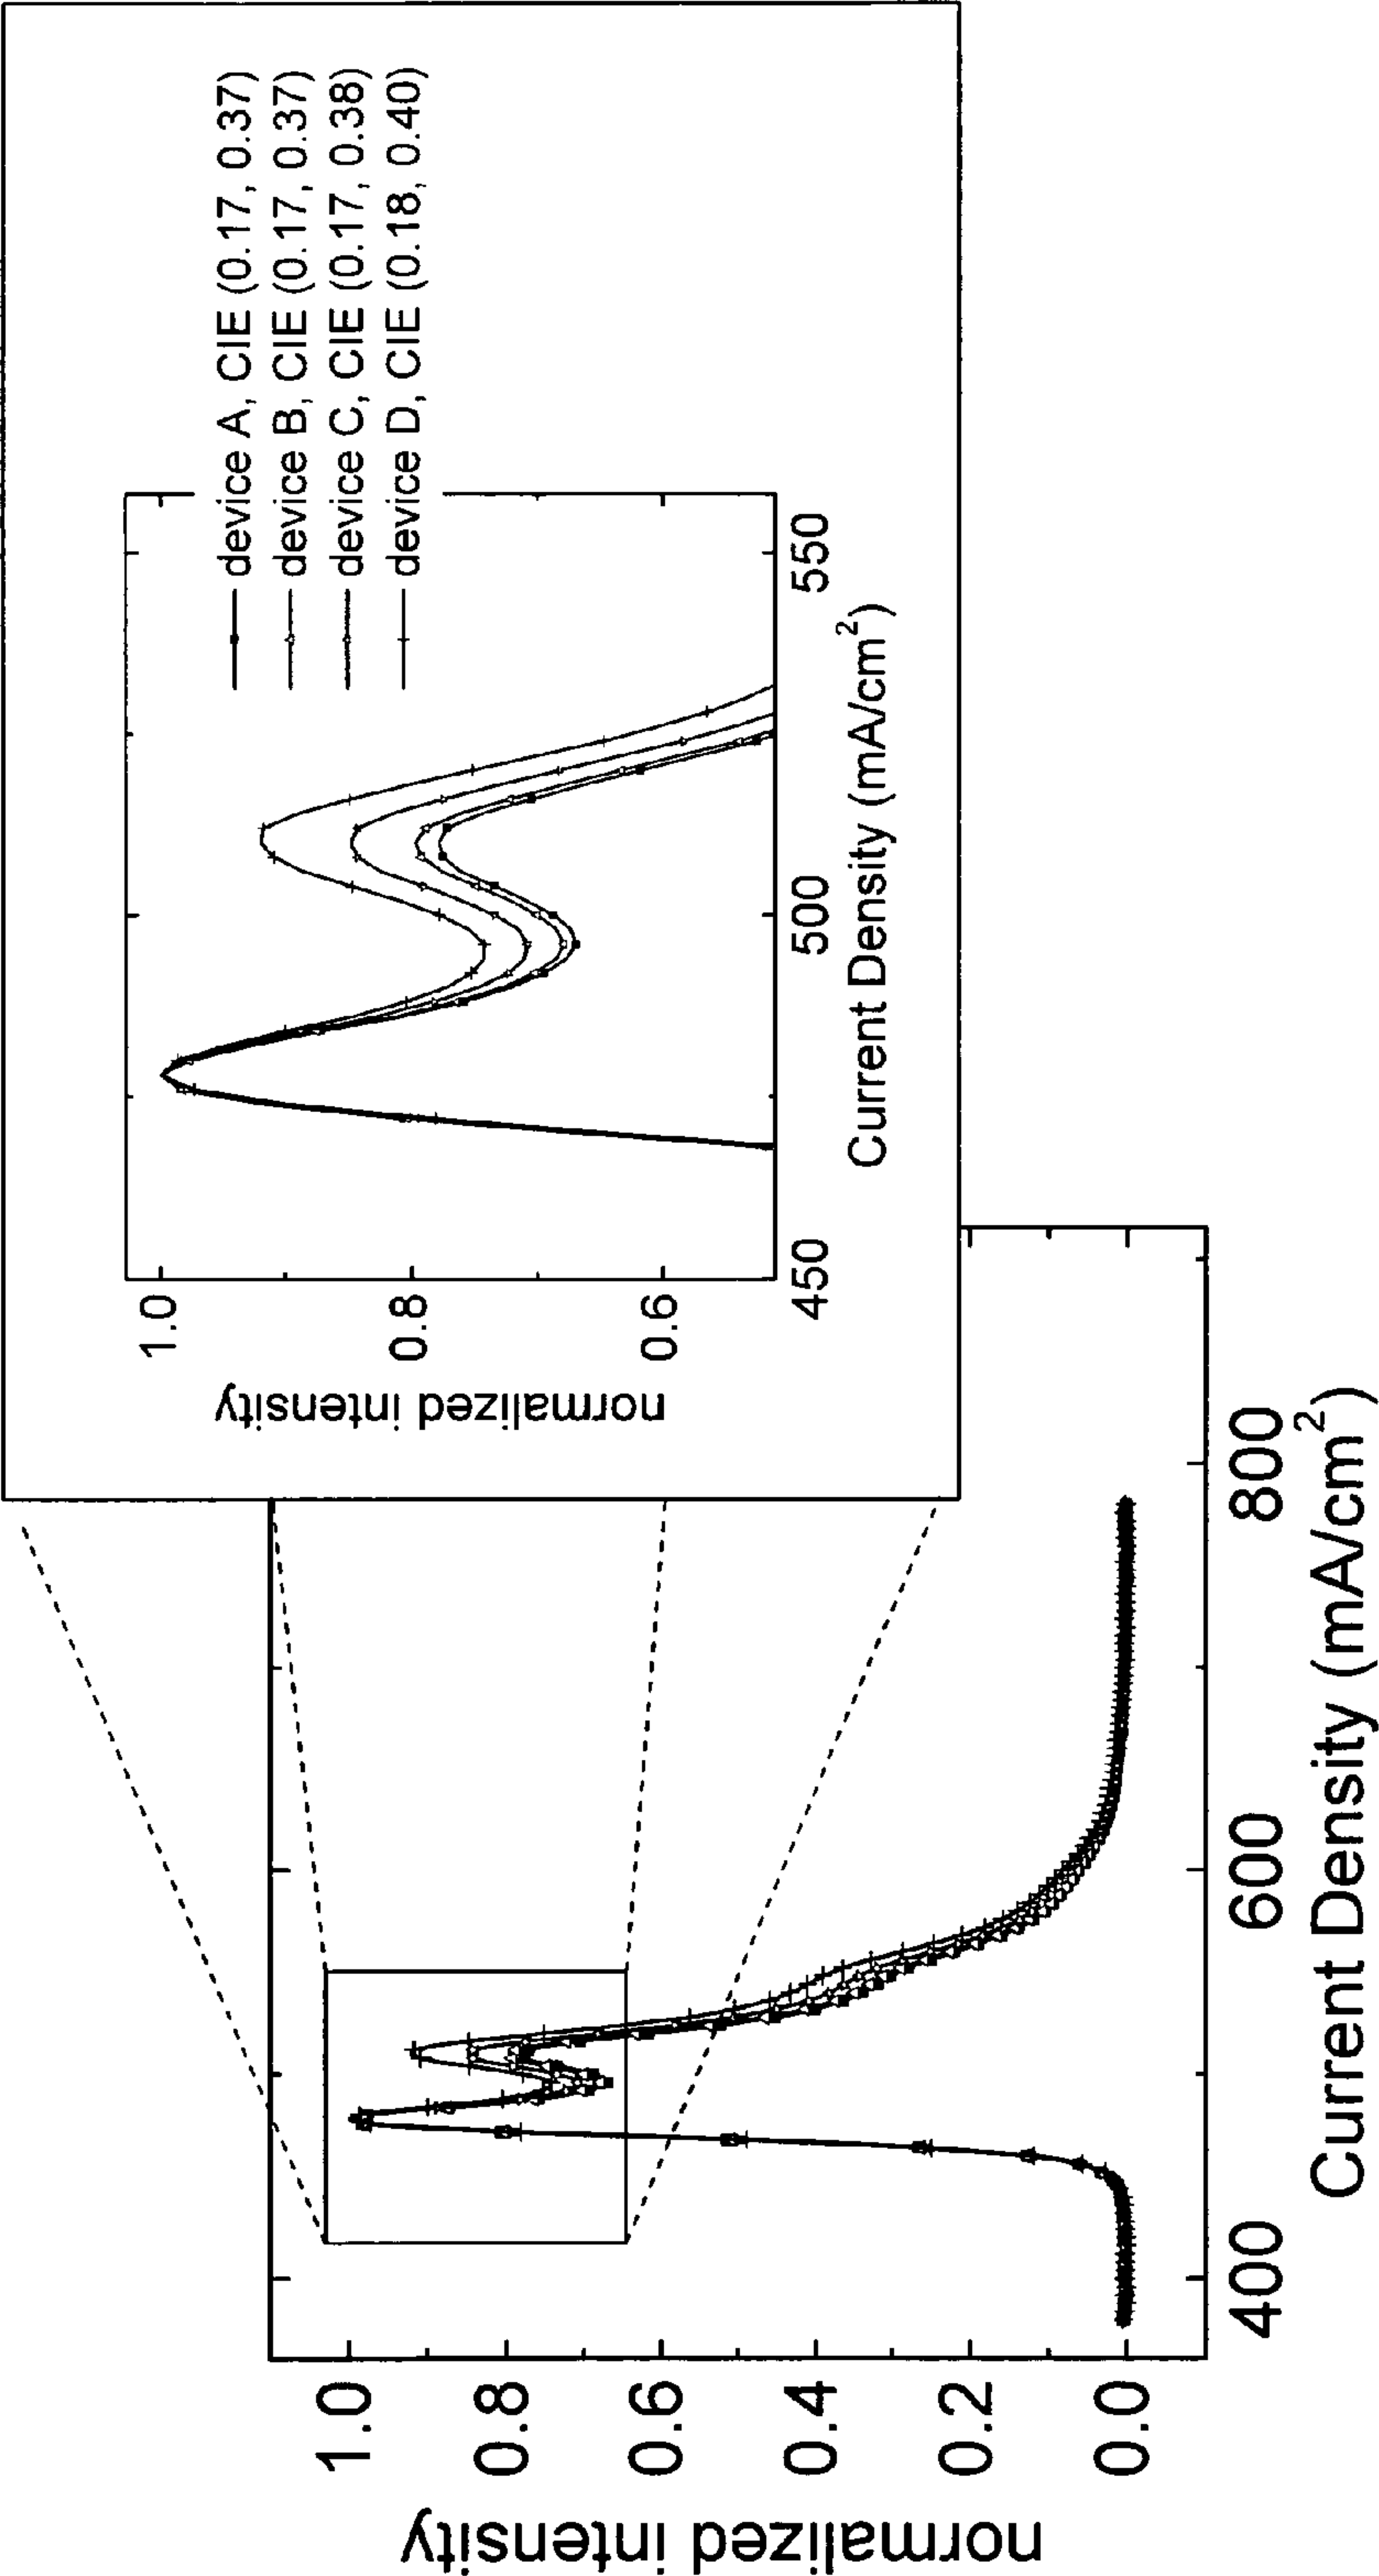 device A, CIE (0.17, 0.37)
device B, CIE (0.17, 0.37)
device C, CIE (0.17, 0.38)
device D, CIE (0.18, 0.40)
1.0
0.8
0.6
normalized intensity
450
500
550
Current Density (mA/cm²)
1.0
0.8
0.6
0.4
0.2
0.0
normalized intensity
400
600
800
Current Density (mA/cm²)